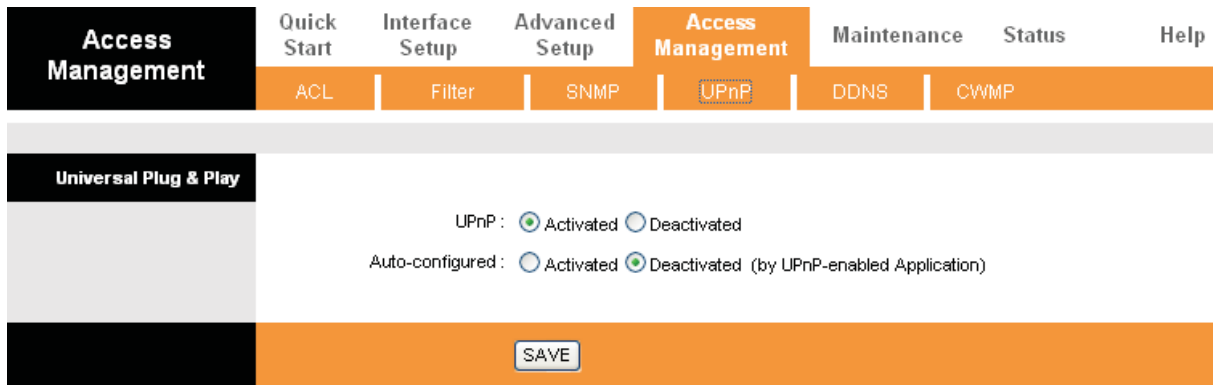 Access Management
Quick Start
Interface Setup
Advanced Setup
Access Management
Maintenance
Status
Help
ACL
Filter
SNMP
UPnP
DDNS
CWMP
Universal Plug & Play
UPnP : Activated Deactivated
Auto-configured : Activated Deactivated (by UPnP-enabled Application)
SAVE